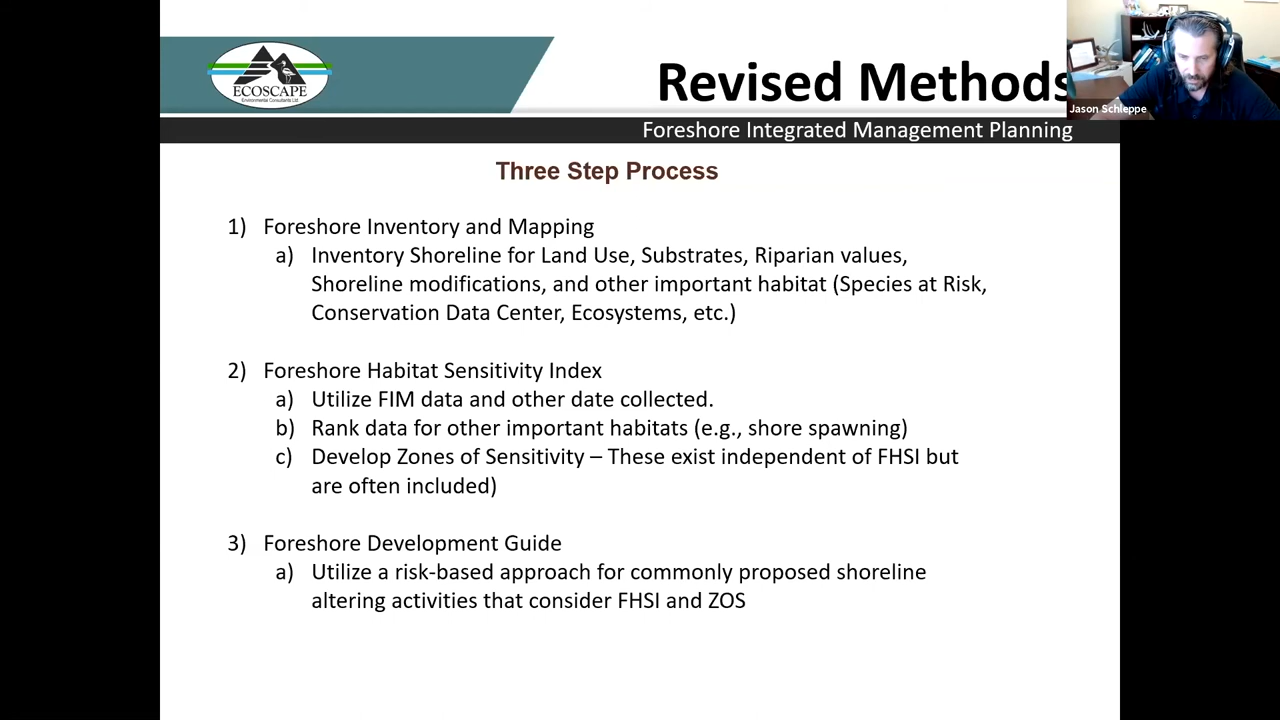 ECOSCAPE
Environmental Consultants Ltd.
Revised Methods
Jason Schleppe
Foreshore Integrated Management Planning
Three Step Process
1) Foreshore Inventory and Mapping
a) Inventory Shoreline for Land Use, Substrates, Riparian values,
Shoreline modifications, and other important habitat (Species at Risk,
Conservation Data Center, Ecosystems, etc.)
2) Foreshore Habitat Sensitivity Index
a) Utilize FIM data and other date collected.
b) Rank data for other important habitats (e.g., shore spawning)
c) Develop Zones of Sensitivity – These exist independent of FHSI but
are often included)
3) Foreshore Development Guide
a) Utilize a risk-based approach for commonly proposed shoreline
altering activities that consider FHSI and ZOS